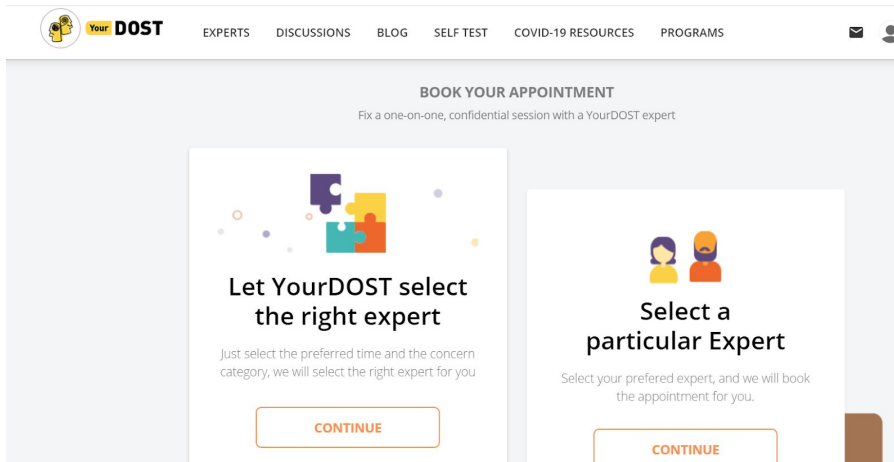 Your DOST
EXPERTS DISCUSSIONS BLOG SELF TEST COVID-19 RESOURCES PROGRAMS
BOOK YOUR APPOINTMENT
Fix a one-on-one, confidential session with a YourDOST expert
Let YourDOST select
the right expert
Just select the preferred time and the concern
category, we will select the right expert for you
CONTINUE
Select a
particular Expert
Select your prefered expert, and we will book
the appointment for you.
CONTINUE